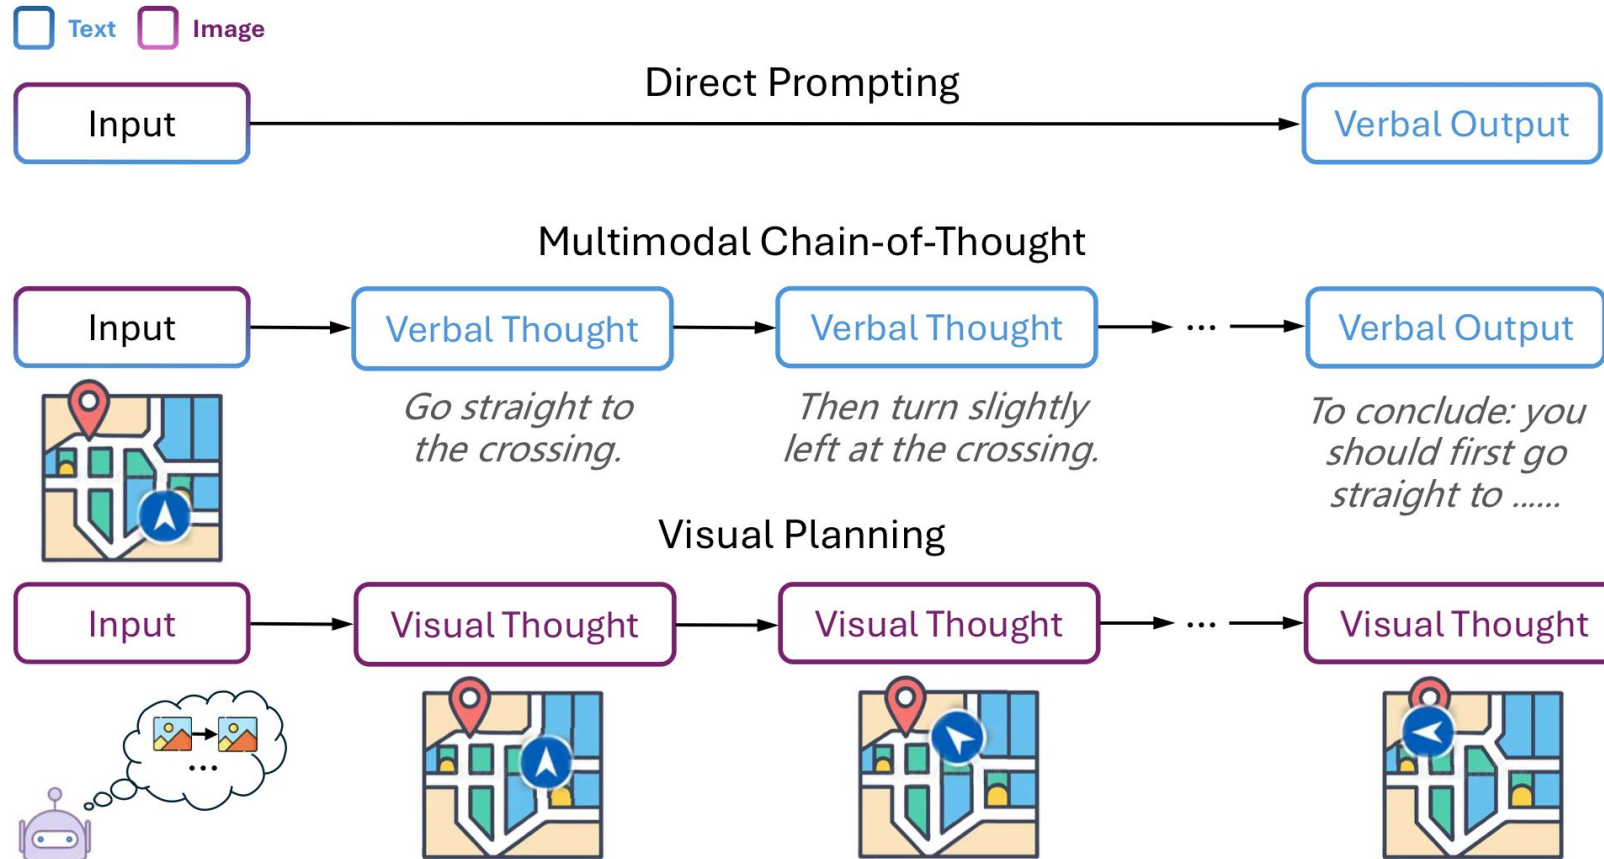 Text Image
Direct Prompting
Input Verbal Output
Multimodal Chain-of-Thought
Input Verbal Thought Verbal Thought ... Verbal Output
Go straight to
the crossing.
Then turn slightly
left at the crossing.
To conclude: you
should first go
straight to ......
Visual Planning
Input Visual Thought Visual Thought ... Visual Thought
...